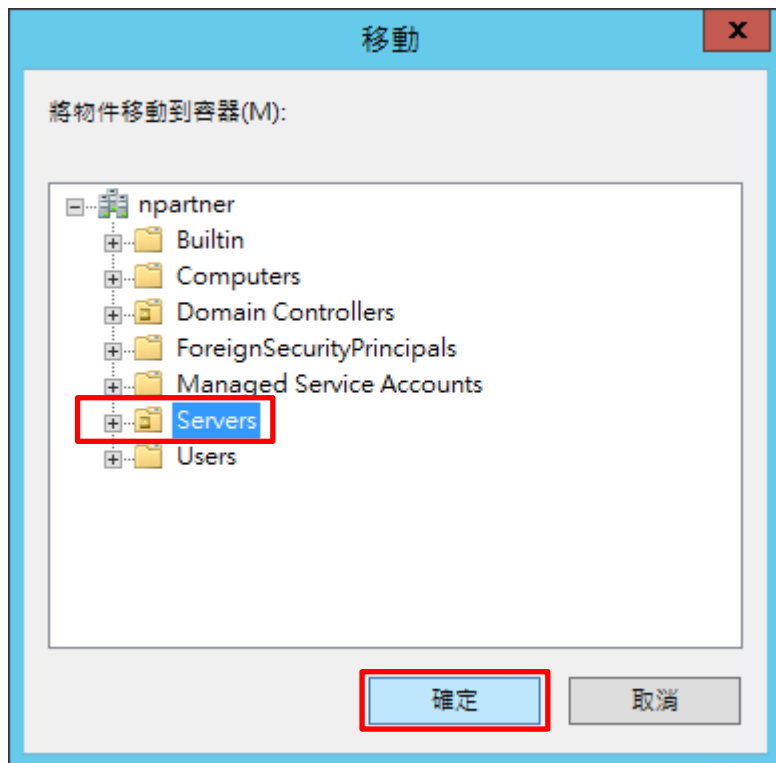 移動
x
將物件移動到容器(M):
npartner
Builtin
Computers
Domain Controllers
ForeignSecurityPrincipals
Managed Service Accounts
Servers
Users
確定 取消